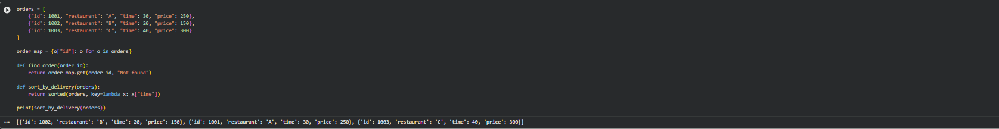 orders = [
    {"id": 1001, "restaurant": "A", "time": 30, "price": 250},
    {"id": 1002, "restaurant": "B", "time": 20, "price": 150},
    {"id": 1003, "restaurant": "C", "time": 40, "price": 300}
]
order_map = {o["id"]: o for o in orders}
def find_order(order_id):
    return order_map.get(order_id, "Not found")
def sort_by_delivery(orders):
    return sorted(orders, key=lambda x: x["time"])
print(sort_by_delivery(orders))
[{'id': 1002, 'restaurant': 'B', 'time': 20, 'price': 150}, {'id': 1001, 'restaurant': 'A', 'time': 30, 'price': 250}, {'id': 1003, 'restaurant': 'C', 'time': 40, 'price': 300}]